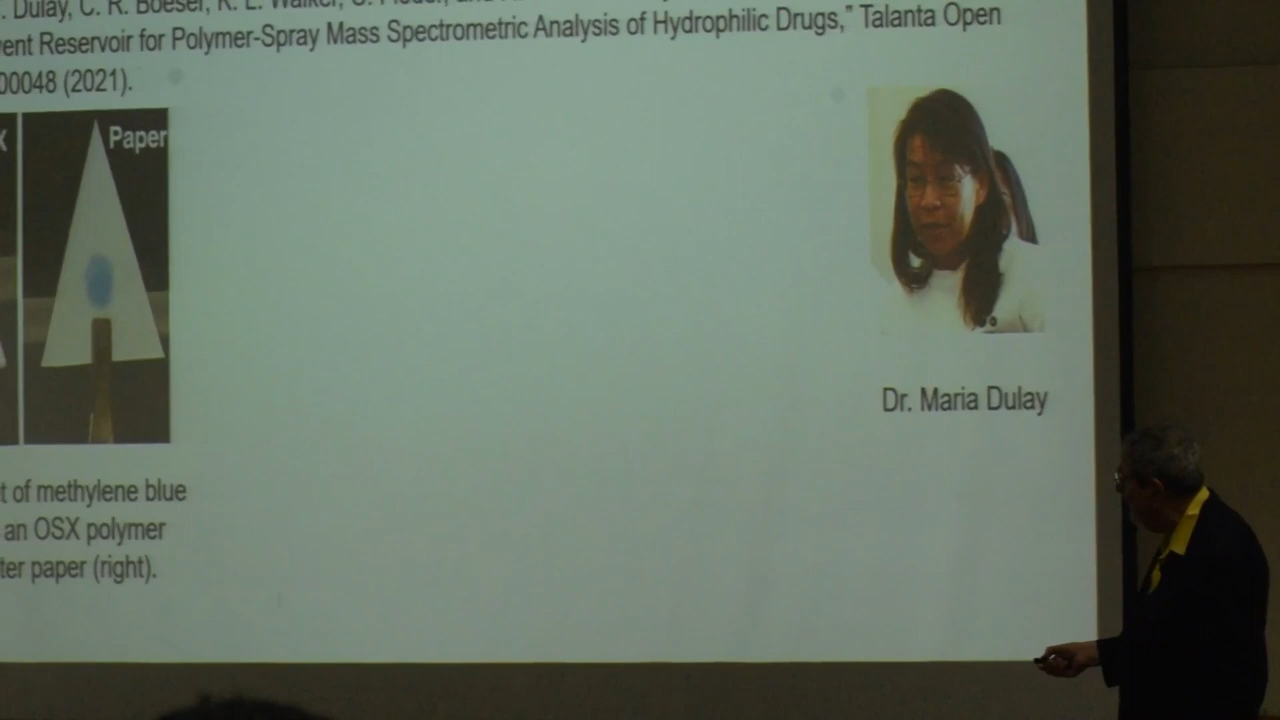 Dulay, C. R. Boeser, R. L. Walker,
vent Reservoir for Polymer-Spray Mass Spectrometric Analysis of Hydrophilic Drugs,” Talanta Open
00048 (2021).
X
Paper
Dr. Maria Dulay
t of methylene blue
an OSX polymer
ter paper (right).